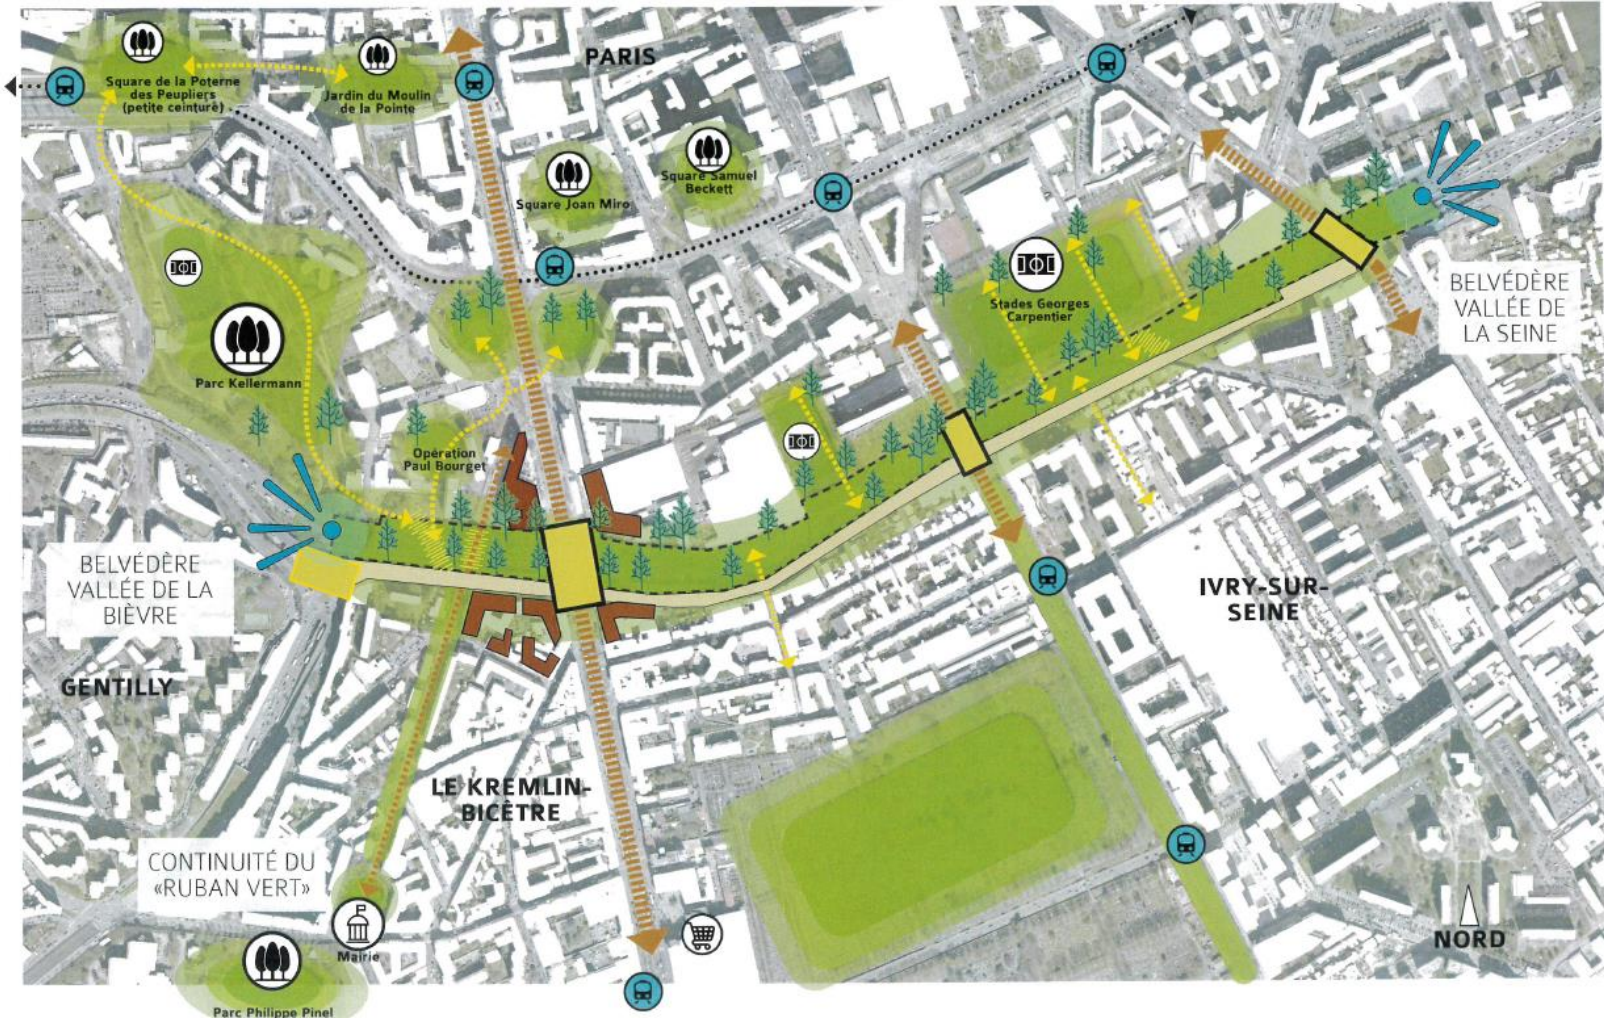 PARIS
Square de la Poterne
des Peupliers
(petite ceinture)
Jardin du Moulin
de la Pointe
Square Joan Miro
Square Samuel
Beckett
Stades Georges
Carpentier
BELVÉDÈRE
VALLÉE DE
LA SEINE
Parc Kellermann
Opération
Paul Bourget
BELVÉDÈRE
VALLÉE DE LA
BIÈVRE
IVRY-SUR-
SEINE
GENTILLY
LE KREMLIN-
BICÊTRE
CONTINUITÉ DU
«RUBAN VERT»
Mairie
NORD
Parc Philippe Pinel